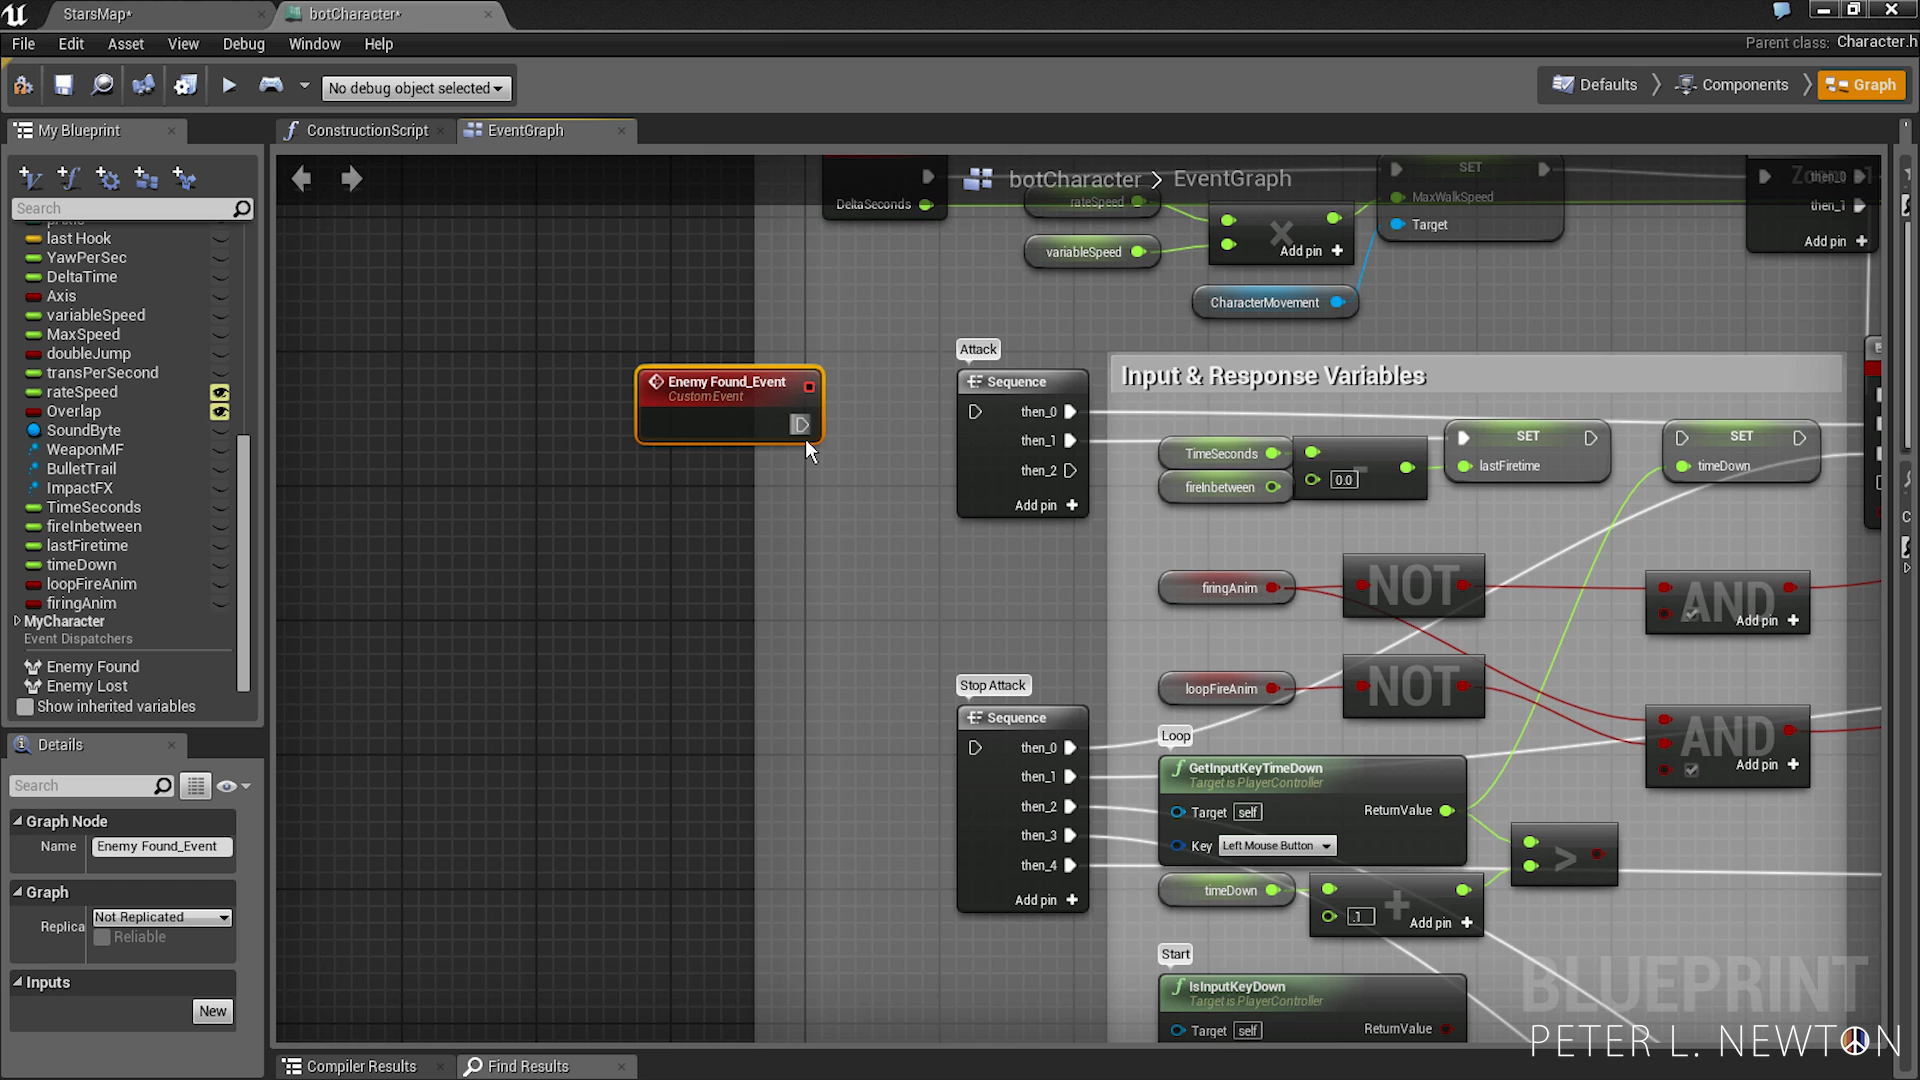 StarsMap*
botCharacter*
File Edit Asset View Debug Window Help
Parent class: Character.h
No debug object selected
Defaults Components Graph
My Blueprint
ConstructionScript
EventGraph
Search
last Hook
YawPerSec
DeltaTime
Axis
variableSpeed
MaxSpeed
doubleJump
transPerSecond
rateSpeed
Overlap
SoundByte
WeaponMF
BulletTrail
ImpactFX
TimeSeconds
fireInbetween
lastFiretime
timeDown
loopFireAnim
firingAnim
MyCharacter
Event Dispatchers
Enemy Found
Enemy Lost
Show inherited variables
Details
Search
Graph Node
Name Enemy Found_Event
Graph
Replica Not Replicated
Reliable
Inputs
New
botCharacter > EventGraph
DeltaSeconds
rateSpeed
variableSpeed
Add pin
SET
MaxWalkSpeed
Target
then_0
then_1
Add pin
CharacterMovement
Enemy Found_Event
CustomEvent
Attack
Sequence
then_0
then_1
then_2
Add pin
Input & Response Variables
TimeSeconds
fireInbetween
0.0
SET
lastFiretime
SET
timeDown
firingAnim
NOT
AND
Add pin
loopFireAnim
NOT
AND
Add pin
Stop Attack
Sequence
then_0
then_1
then_2
then_3
then_4
Add pin
Loop
GetInputKeyTimeDown
Target is PlayerController
Target self
ReturnValue
Key Left Mouse Button
>
timeDown
.1
+
Add pin
Start
IsInputKeyDown
Target is PlayerController
Target self
ReturnValue
BLUEPRINT
PETER L. NEWTON
Compiler Results
Find Results